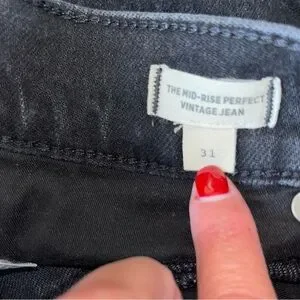 THE MID-RISE PERFECT
VINTAGE JEAN
31